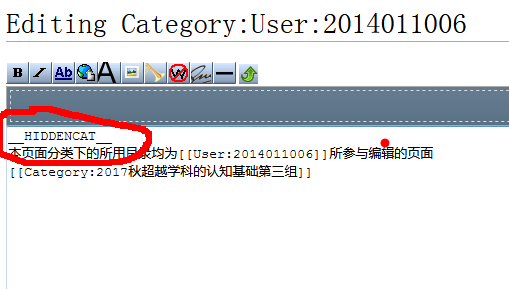 Editing Category:User:2014011006
B I Ab A W
__HIDDENCAT__
本页面分类下的所用目录均为[[User:2014011006]]所参与编辑的页面
[[Category:2017秋超越学科的认知基础第三组]]